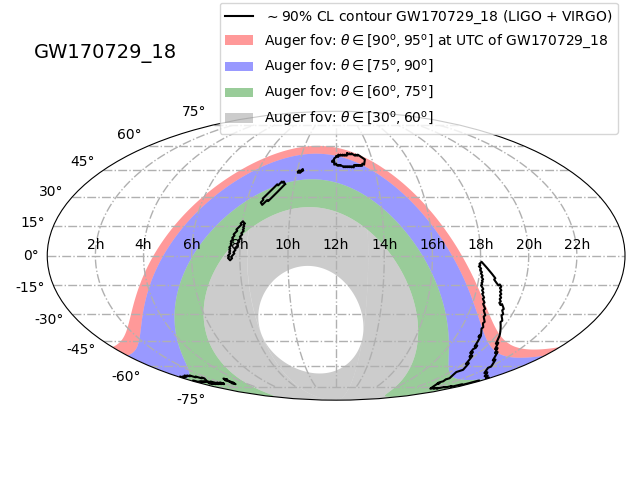 ~ 90% CL contour GW170729_18 (LIGO + VIRGO)
Auger fov: θ ∈ [90°, 95°] at UTC of GW170729_18
Auger fov: θ ∈ [75°, 90°]
Auger fov: θ ∈ [60°, 75°]
Auger fov: θ ∈ [30°, 60°]
GW170729_18
75°
60°
45°
30°
15°
0°
2h 4h 6h 8h 10h 12h 14h 16h 18h 20h 22h
-15°
-30°
-45°
-60°
-75°